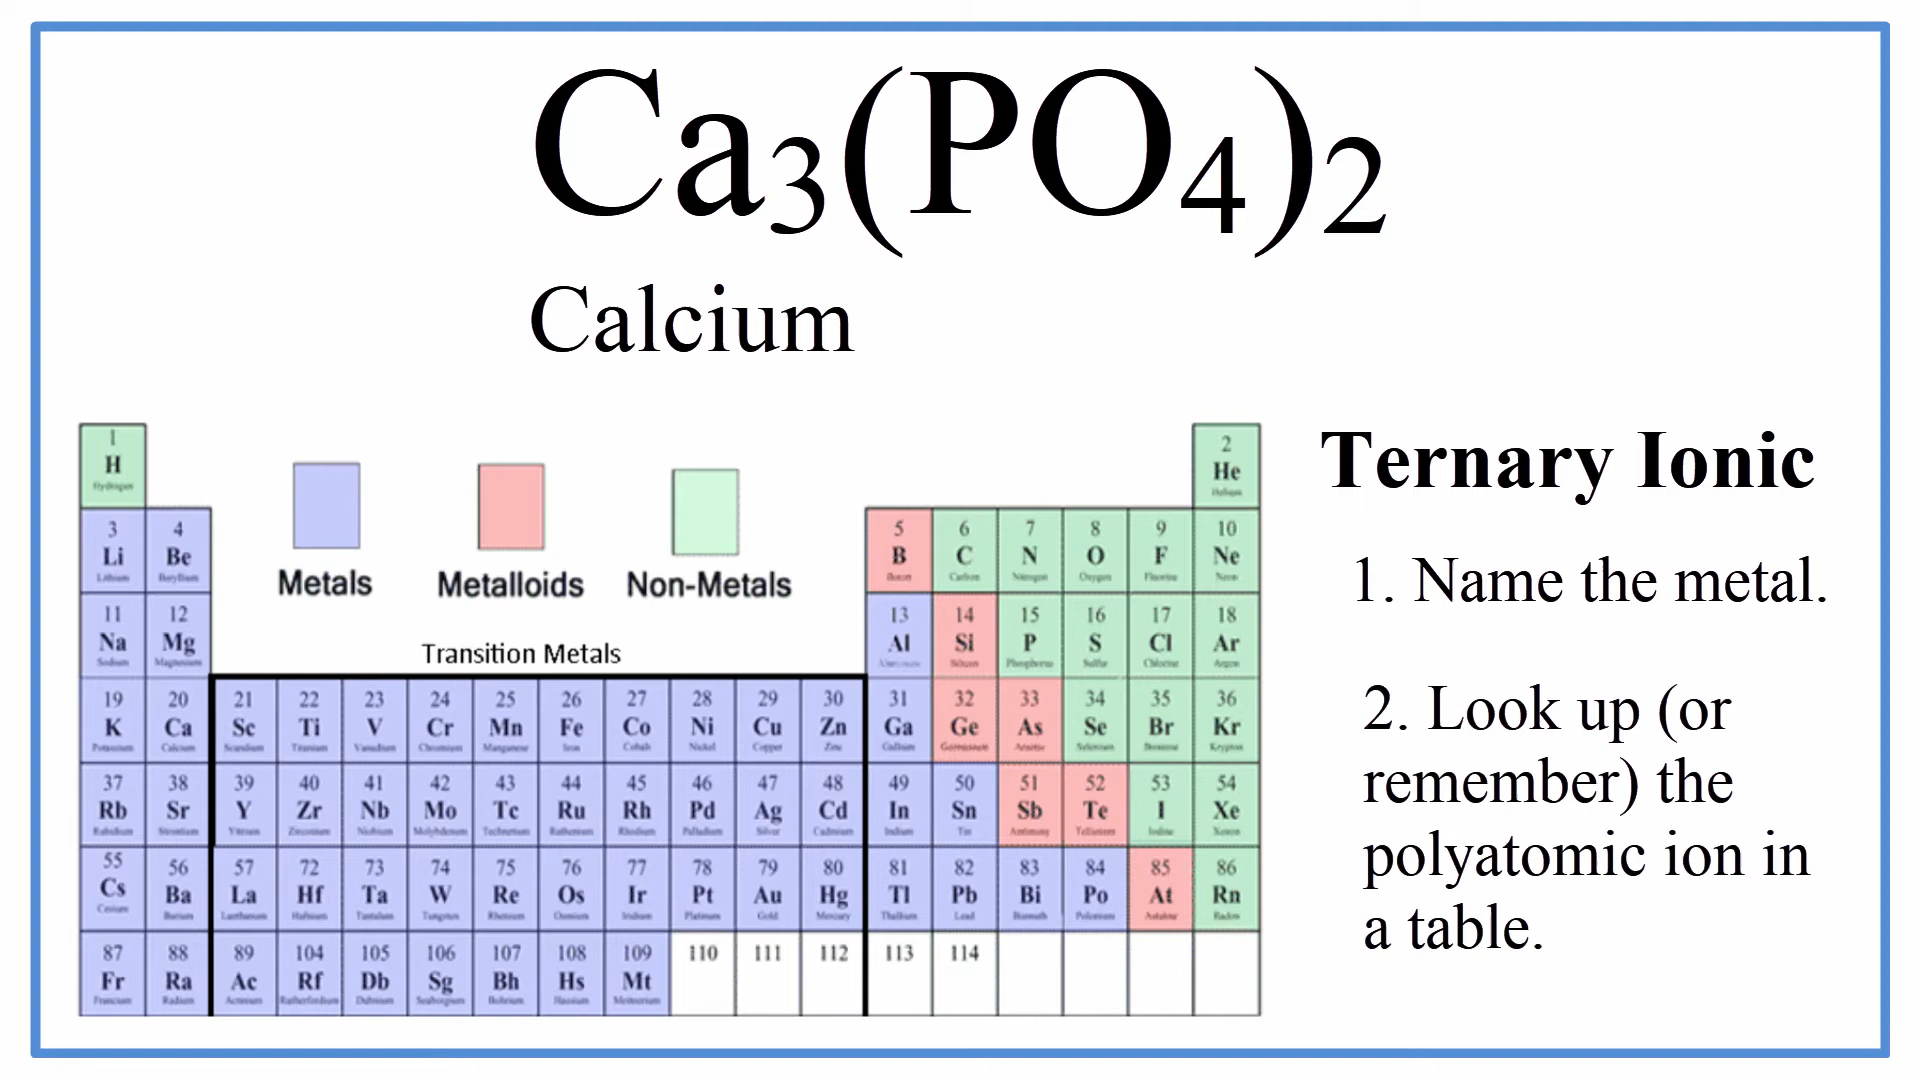 Ca3(PO4)2
Calcium
Ternary Ionic
1. Name the metal.
2. Look up (or
remember) the
polyatomic ion in
a table.
Metals Metalloids Non-Metals
Transition Metals
1 2
H He
Hydrogen Helium
3 4 5 6 7 8 9 10
Li Be B C N O F Ne
Lithium Beryllium Boron Carbon Nitrogen Oxygen Fluorine Neon
11 12 13 14 15 16 17 18
Na Mg Al Si P S Cl Ar
Sodium Magnesium Silicon Phosphorus Chlorine Argon
19 20 21 22 23 24 25 26 27 28 29 30 31 32 33 34 35 36
K Ca Sc Ti V Cr Mn Fe Co Ni Cu Zn Ga Ge As Se Br Kr
Potassium Calcium Scandium Titanium Vanadium Chromium Manganese Iron Cobalt Nickel Copper Zinc Gallium Germanium Arsenic Selenium Bromine Krypton
37 38 39 40 41 42 43 44 45 46 47 48 49 50 51 52 53 54
Rb Sr Y Zr Nb Mo Tc Ru Rh Pd Ag Cd In Sn Sb Te I Xe
Rubidium Strontium Zirconium Niobium Molybdenum Technetium Ruthenium Rhodium Palladium Silver Cadmium Indium Tin Antimony Tellurium Iodine Xenon
55 56 57 72 73 74 75 76 77 78 79 80 81 82 83 84 85 86
Cs Ba La Hf Ta W Re Os Ir Pt Au Hg Tl Pb Bi Po At Rn
Cesium Barium Lanthanum Hafnium Tantalum Tungsten Rhenium Osmium Iridium Platinum Gold Mercury Thallium Lead Bismuth Polonium Astatine Radon
87 88 89 104 105 106 107 108 109 110 111 112 113 114
Fr Ra Ac Rf Db Sg Bh Hs Mt
Francium Radium Actinium Rutherfordium Dubnium Seaborgium Bohrium Hassium Meitnerium